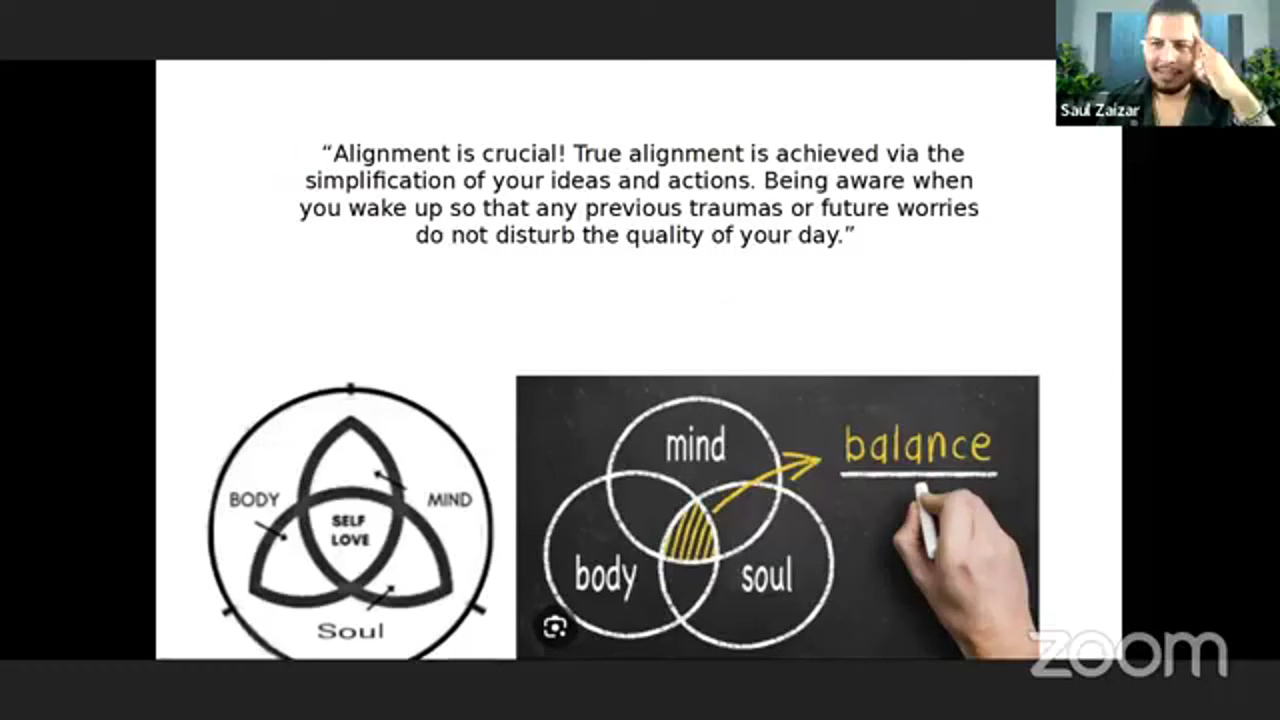 Saul Zaizar
“Alignment is crucial! True alignment is achieved via the
simplification of your ideas and actions. Being aware when
you wake up so that any previous traumas or future worries
do not disturb the quality of your day.”
BODY
MIND
SELF
LOVE
Soul
mind
balance
body
soul
zoom